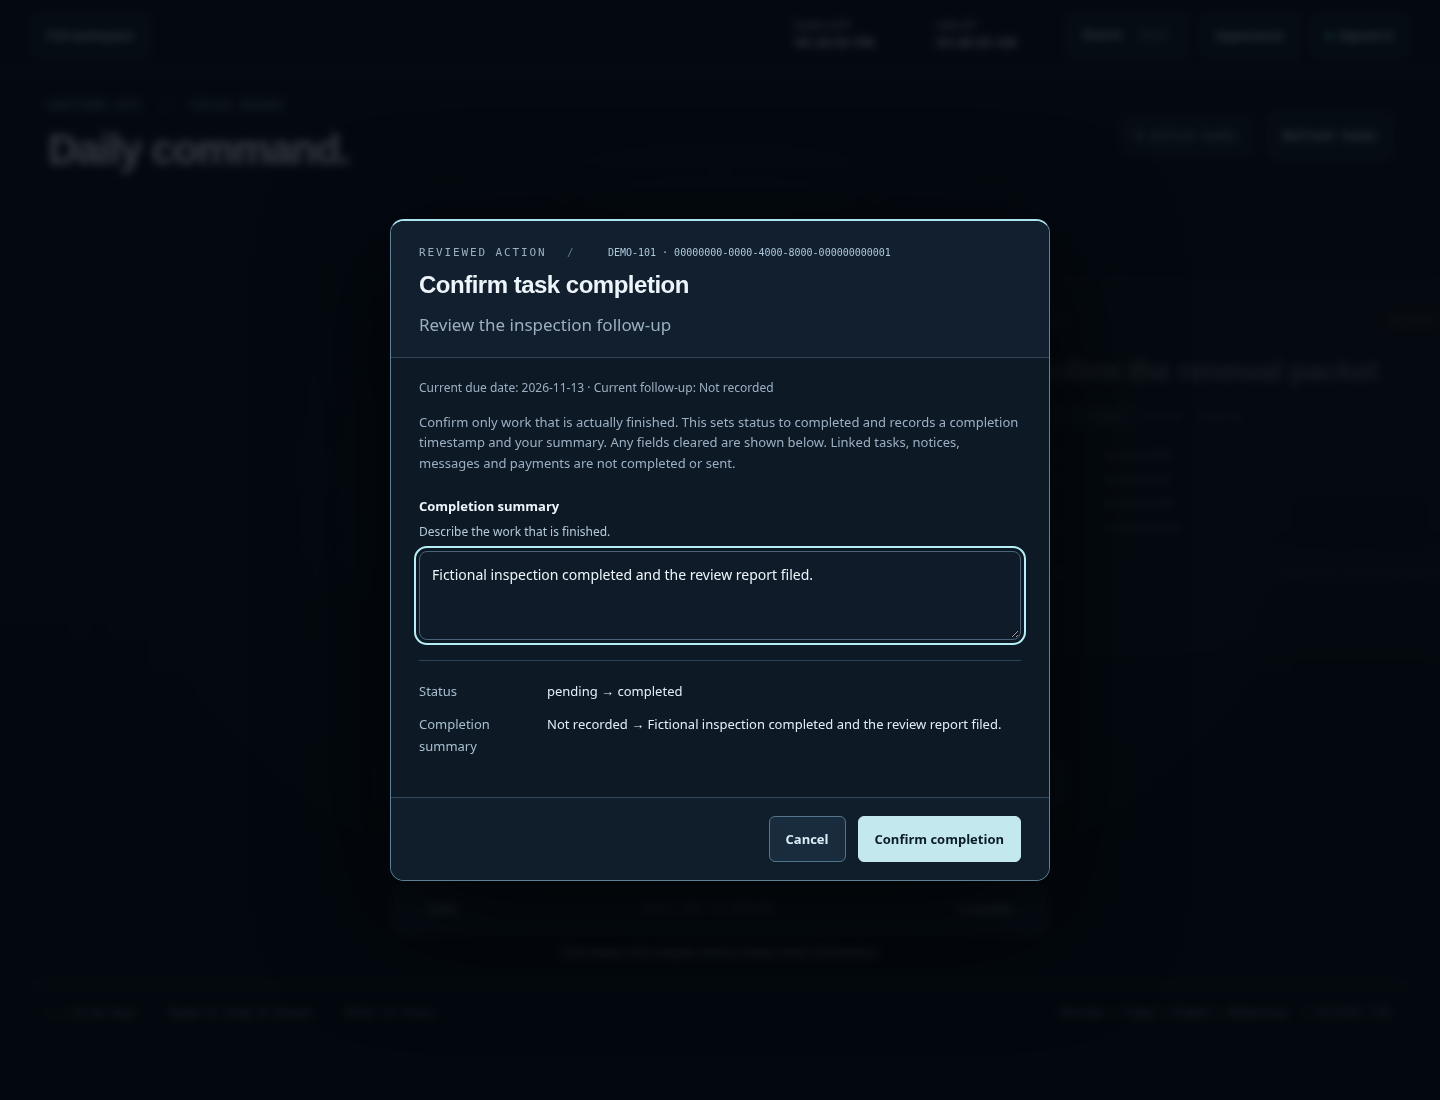 Daily command.
REVIEWED ACTION / DEMO-101 · 00000000-0000-4000-8000-000000000001
Confirm task completion
Review the inspection follow-up
Current due date: 2026-11-13 · Current follow-up: Not recorded
Confirm only work that is actually finished. This sets status to completed and records a completion
timestamp and your summary. Any fields cleared are shown below. Linked tasks, notices,
messages and payments are not completed or sent.
Completion summary
Describe the work that is finished.
Fictional inspection completed and the review report filed.
Status pending → completed
Completion Not recorded → Fictional inspection completed and the review report filed.
summary
Cancel Confirm completion